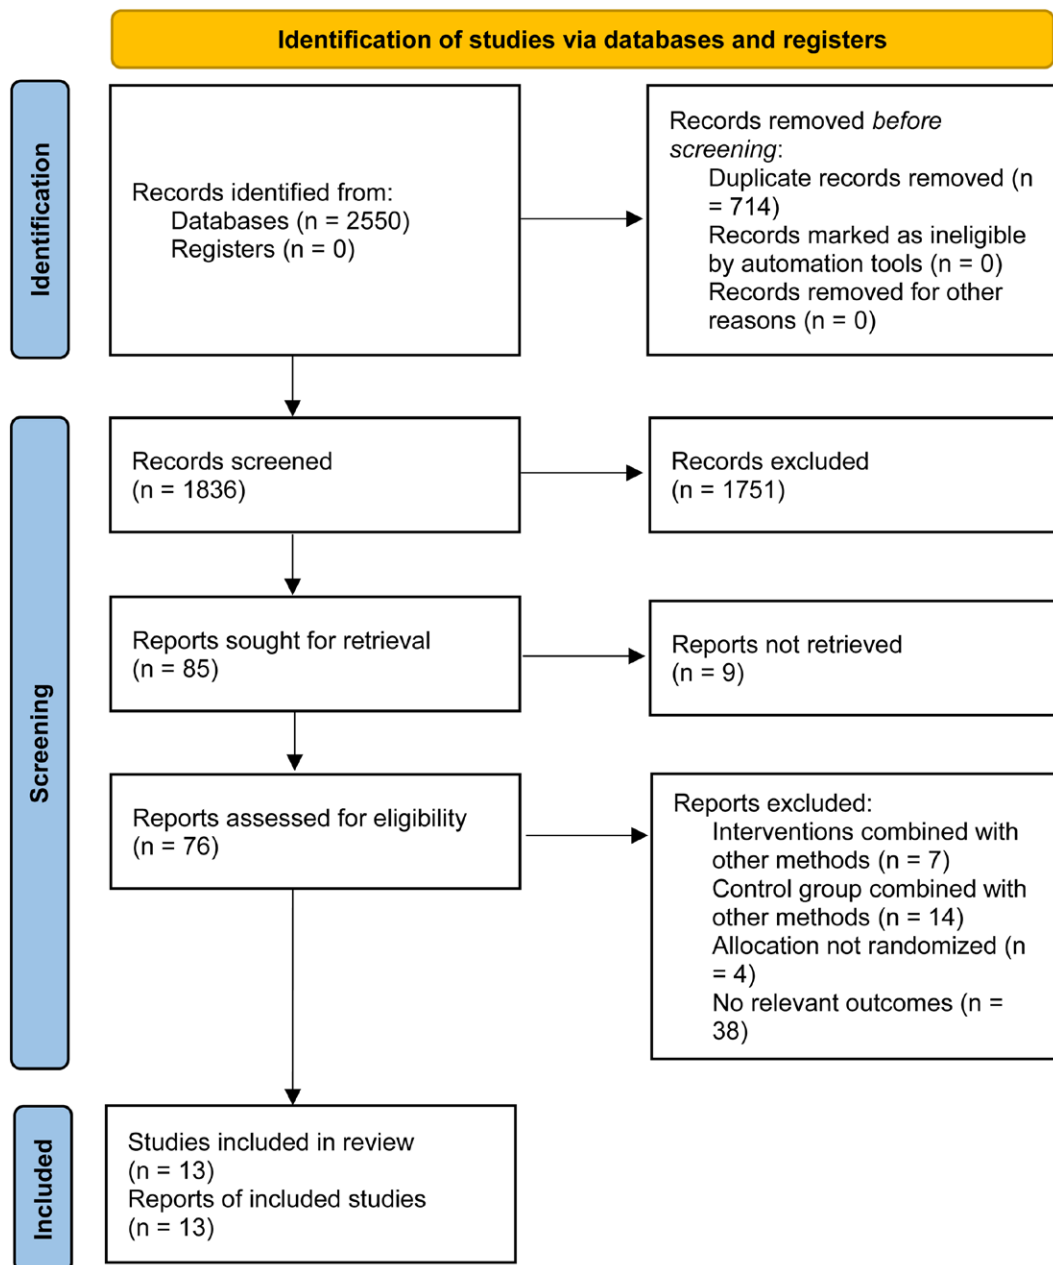 Identification of studies via databases and registers
Identification
Records identified from:
Databases (n = 2550)
Registers (n = 0)
Records removed before
screening:
Duplicate records removed (n
= 714)
Records marked as ineligible
by automation tools (n = 0)
Records removed for other
reasons (n = 0)
Screening
Records screened
(n = 1836)
Records excluded
(n = 1751)
Reports sought for retrieval
(n = 85)
Reports not retrieved
(n = 9)
Reports assessed for eligibility
(n = 76)
Reports excluded:
Interventions combined with
other methods (n = 7)
Control group combined with
other methods (n = 14)
Allocation not randomized (n
= 4)
No relevant outcomes (n =
38)
Included
Studies included in review
(n = 13)
Reports of included studies
(n = 13)